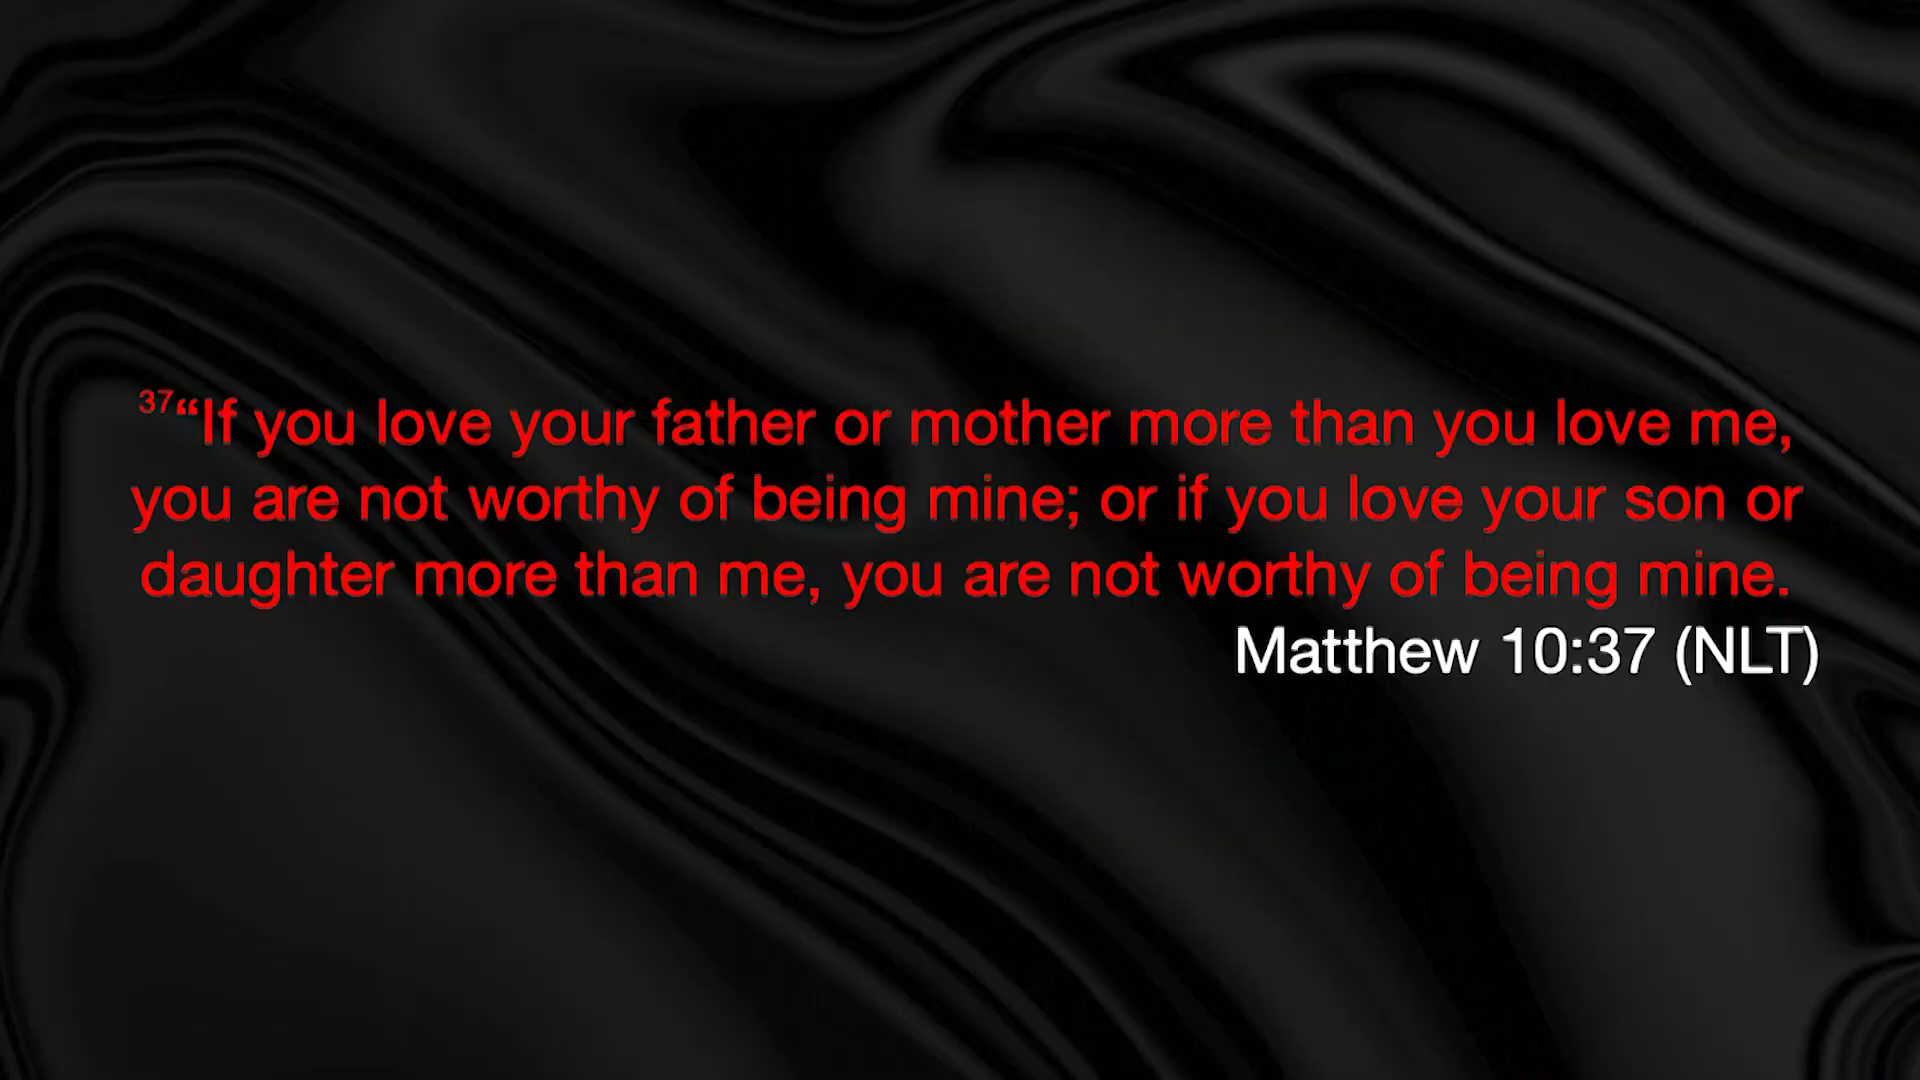 37“If you love your father or mother more than you love me,
you are not worthy of being mine; or if you love your son or
daughter more than me, you are not worthy of being mine.
Matthew 10:37 (NLT)